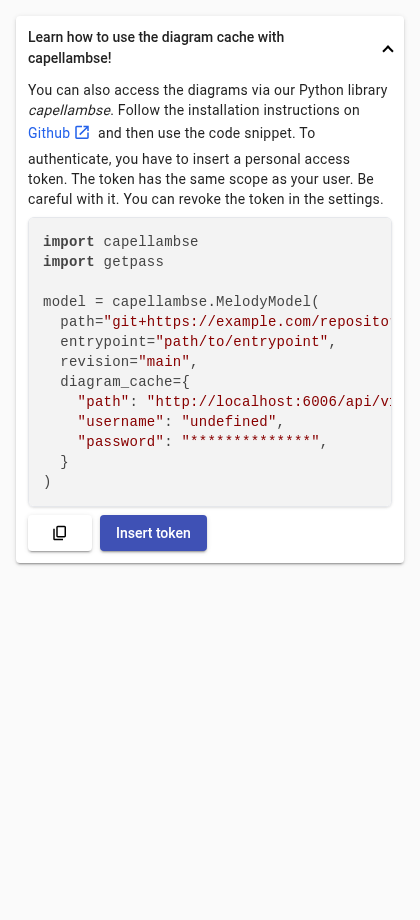 Learn how to use the diagram cache with
capellambse!
You can also access the diagrams via our Python library
capellambse. Follow the installation instructions on
Github and then use the code snippet. To
authenticate, you have to insert a personal access
token. The token has the same scope as your user. Be
careful with it. You can revoke the token in the settings.
import capellambse
import getpass
model = capellambse.MelodyModel(
  path="git+https://example.com/reposito
  entrypoint="path/to/entrypoint",
  revision="main",
  diagram_cache={
    "path": "http://localhost:6006/api/v
    "username": "undefined",
    "password": "**************",
  }
)
Insert token